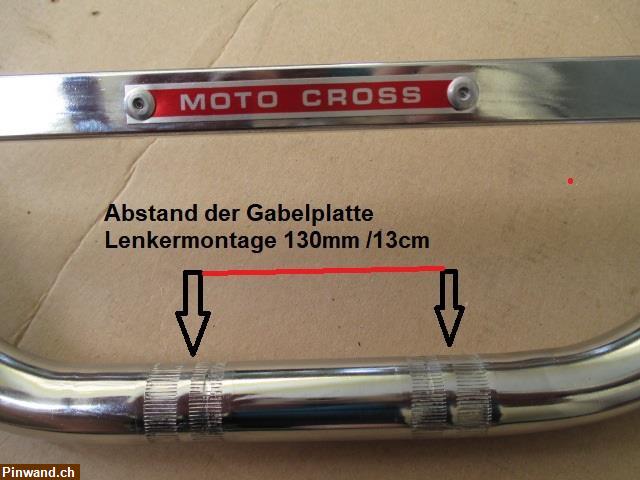 MOTO CROSS
Abstand der Gabelplatte
Lenkermontage 130mm /13cm
Pinwand.ch